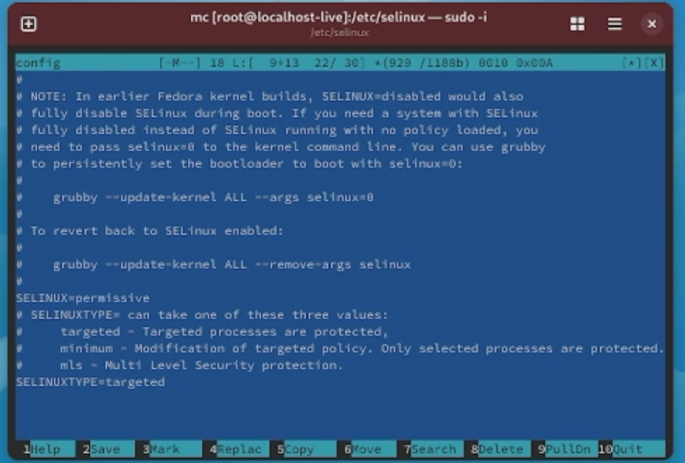 mc [root@localhost-live]:/etc/selinux — sudo -i
/etc/selinux
config [-M--] 18 L:[ 9+13 22/ 30] *(929 /1188b) 0010 0x00A [*][X]
#
# NOTE: In earlier Fedora kernel builds, SELINUX=disabled would also
# fully disable SELinux during boot. If you need a system with SELinux
# fully disabled instead of SELinux running with no policy loaded, you
# need to pass selinux=0 to the kernel command line. You can use grubby
# to persistently set the bootloader to boot with selinux=0:
#
#    grubby --update-kernel ALL --args selinux=0
#
# To revert back to SELinux enabled:
#
#    grubby --update-kernel ALL --remove-args selinux
#
SELINUX=permissive
# SELINUXTYPE= can take one of these three values:
#     targeted - Targeted processes are protected,
#     minimum - Modification of targeted policy. Only selected processes are protected.
#     mls - Multi Level Security protection.
SELINUXTYPE=targeted
1Help 2Save 3Mark 4Replac 5Copy 6Move 7Search 8Delete 9PullDn 10Quit